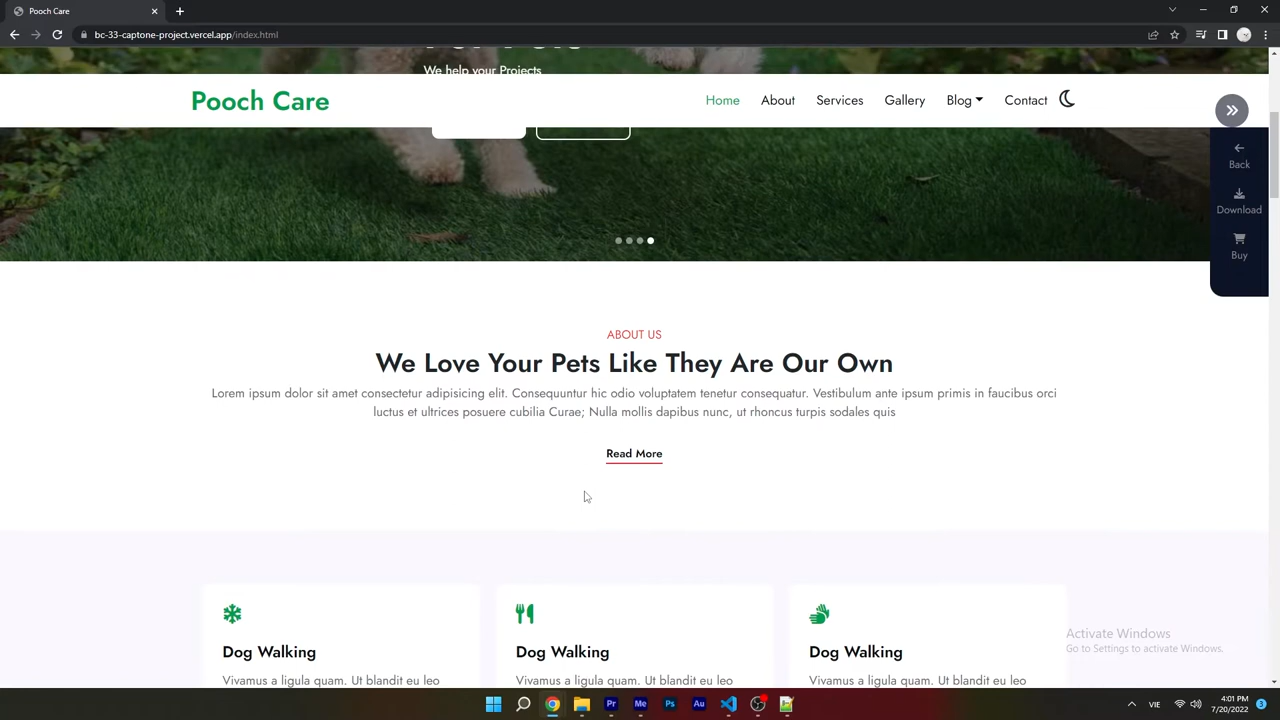 Pooch Care
bc-33-captone-project.vercel.app/index.html
We help your Projects
Pooch Care
Home
About
Services
Gallery
Blog
Contact
Back
Download
Buy
ABOUT US
We Love Your Pets Like They Are Our Own
Lorem ipsum dolor sit amet consectetur adipisicing elit. Consequuntur hic odio voluptatem tenetur consequatur. Vestibulum ante ipsum primis in faucibus orci
luctus et ultrices posuere cubilia Curae; Nulla mollis dapibus nunc, ut rhoncus turpis sodales quis
Read More
Dog Walking
Dog Walking
Dog Walking
Vivamus a ligula quam. Ut blandit eu leo
Vivamus a ligula quam. Ut blandit eu leo
Vivamus a ligula quam. Ut blandit eu leo
Activate Windows
Go to Settings to activate Windows.
Pr
Me
Ps
Au
VIE
4:01 PM
7/20/2022
3